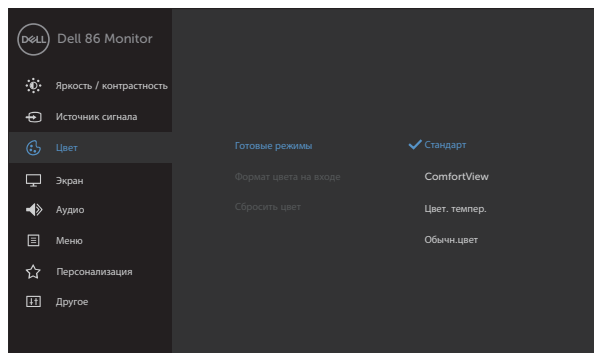 DELL Dell 86 Monitor
Яркость / контрастность
Источник сигнала
Цвет Готовые режимы Стандарт
Экран Формат цвета на входе ComfortView
Аудио Сбросить цвет Цвет. темпер.
Меню Обычн.цвет
Персонализация
Другое